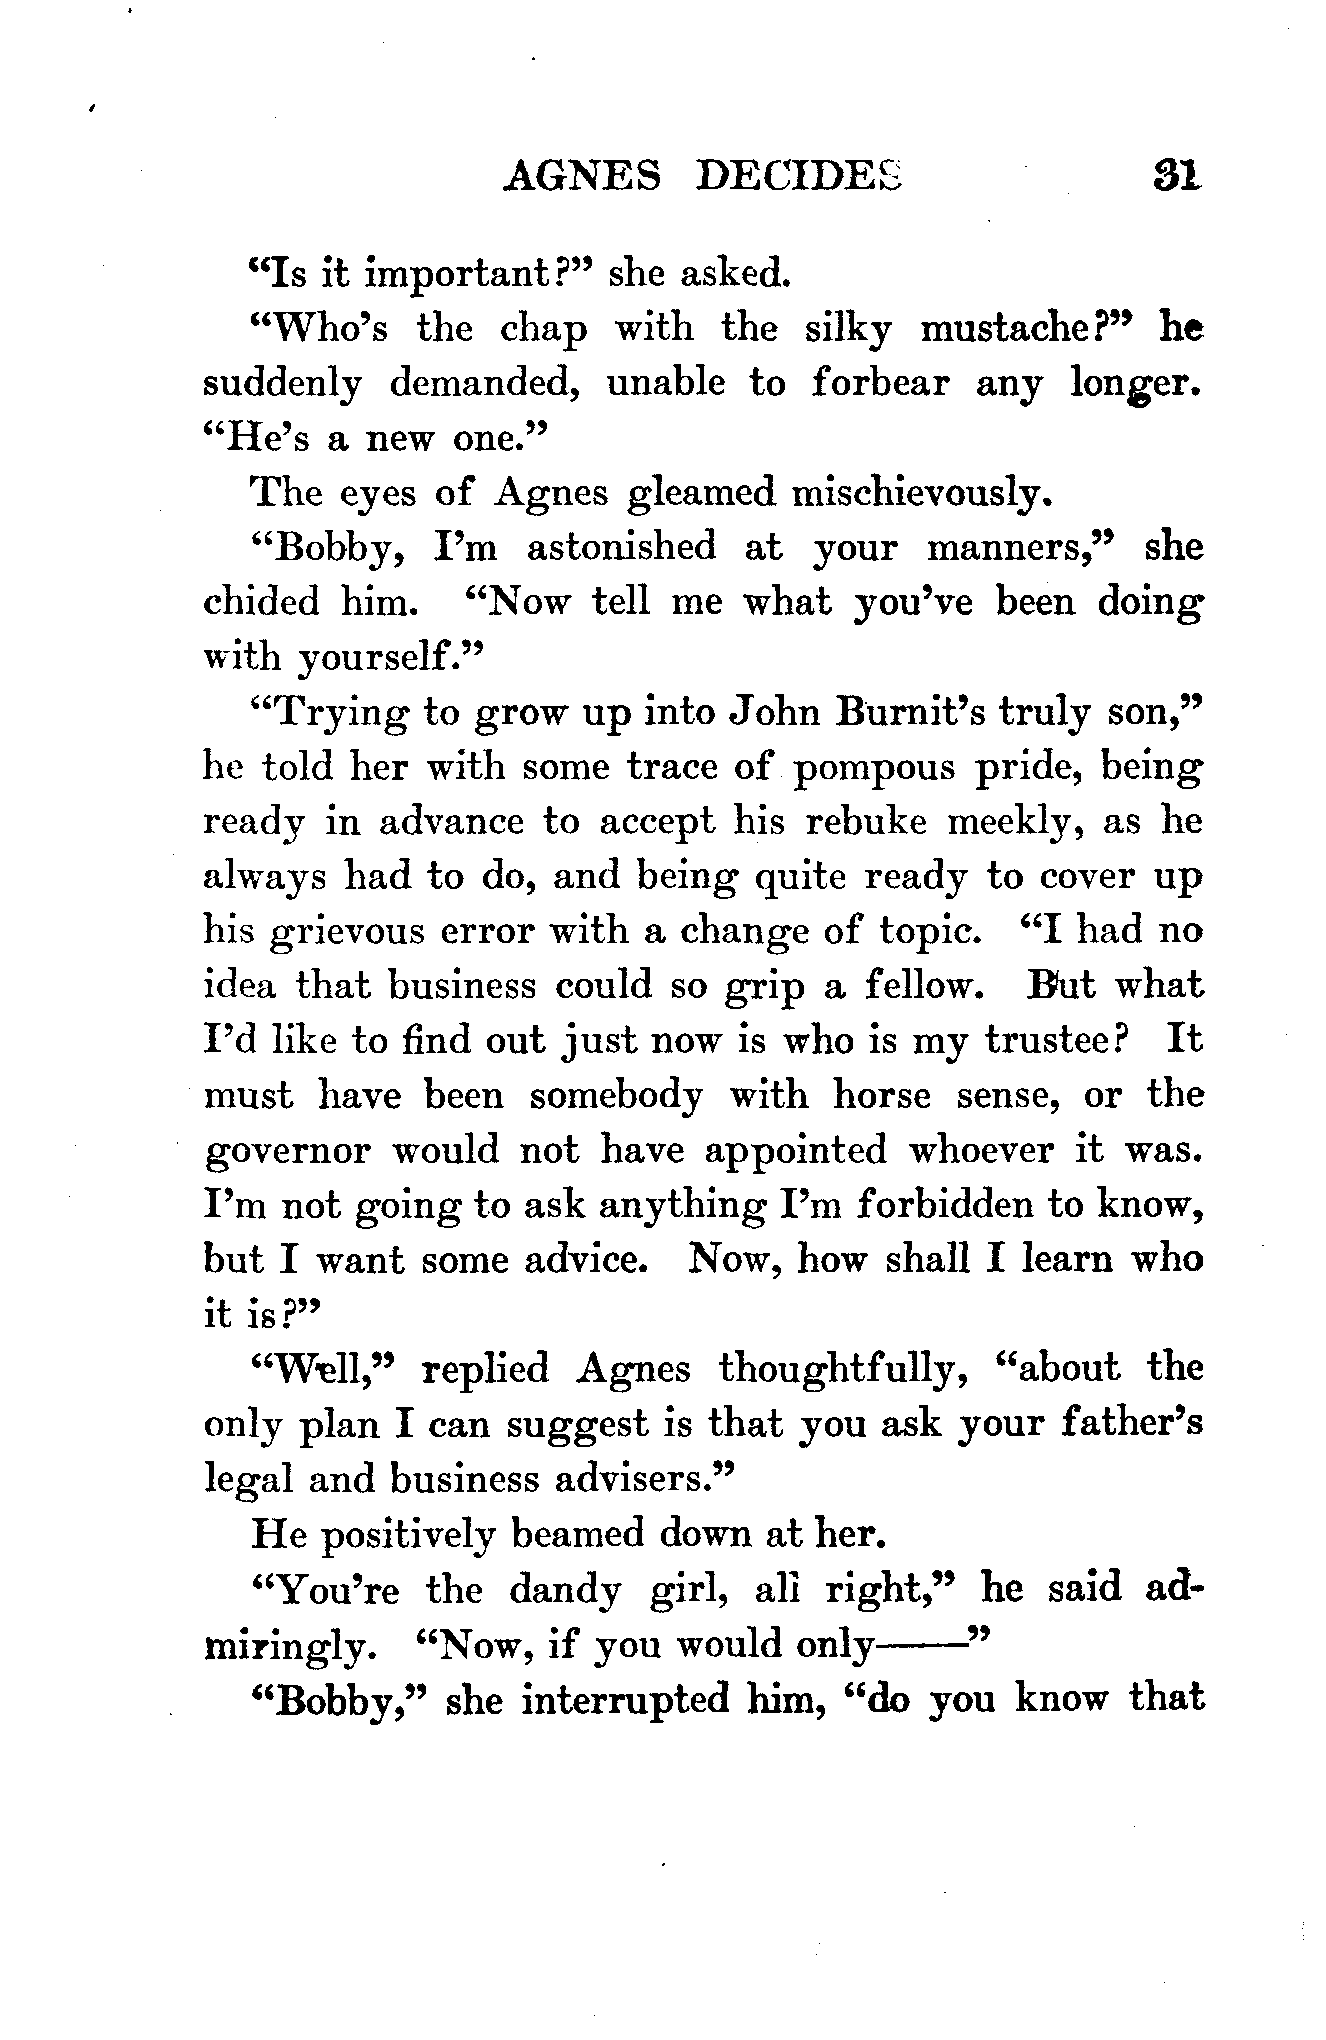 AGNES DECIDES 31
“Is it important?” she asked.
“Who’s the chap with the silky mustache?” he
suddenly demanded, unable to forbear any longer.
“He’s a new one.”
The eyes of Agnes gleamed mischievously.
“Bobby, I’m astonished at your manners,” she
chided him. “Now tell me what you’ve been doing
with yourself.”
“Trying to grow up into John Burnit’s truly son,”
he told her with some trace of pompous pride, being
ready in advance to accept his rebuke meekly, as he
always had to do, and being quite ready to cover up
his grievous error with a change of topic. “I had no
idea that business could so grip a fellow. But what
I’d like to find out just now is who is my trustee? It
must have been somebody with horse sense, or the
governor would not have appointed whoever it was.
I’m not going to ask anything I’m forbidden to know,
but I want some advice. Now, how shall I learn who
it is?”
“Well,” replied Agnes thoughtfully, “about the
only plan I can suggest is that you ask your father’s
legal and business advisers.”
He positively beamed down at her.
“You’re the dandy girl, all right,” he said ad-
miringly. “Now, if you would only——”
“Bobby,” she interrupted him, “do you know that